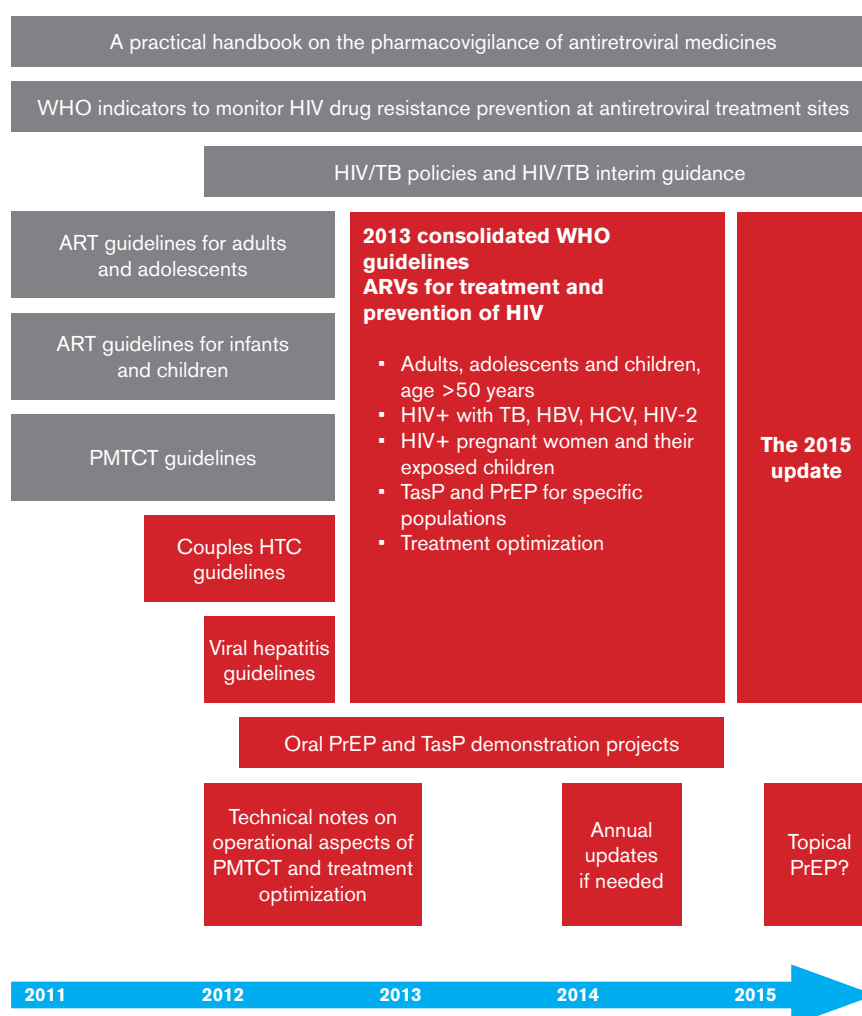 A practical handbook on the pharmacovigilance of antiretroviral medicines
WHO indicators to monitor HIV drug resistance prevention at antiretroviral treatment sites
HIV/TB policies and HIV/TB interim guidance
ART guidelines for adults
and adolescents
ART guidelines for infants
and children
PMTCT guidelines
Couples HTC
guidelines
Viral hepatitis
guidelines
2013 consolidated WHO
guidelines
ARVs for treatment and
prevention of HIV
▪ Adults, adolescents and children,
age >50 years
▪ HIV+ with TB, HBV, HCV, HIV-2
▪ HIV+ pregnant women and their
exposed children
▪ TasP and PrEP for specific
populations
▪ Treatment optimization
The 2015
update
Oral PrEP and TasP demonstration projects
Technical notes on
operational aspects of
PMTCT and treatment
optimization
Annual
updates
if needed
Topical
PrEP?
2011 2012 2013 2014 2015